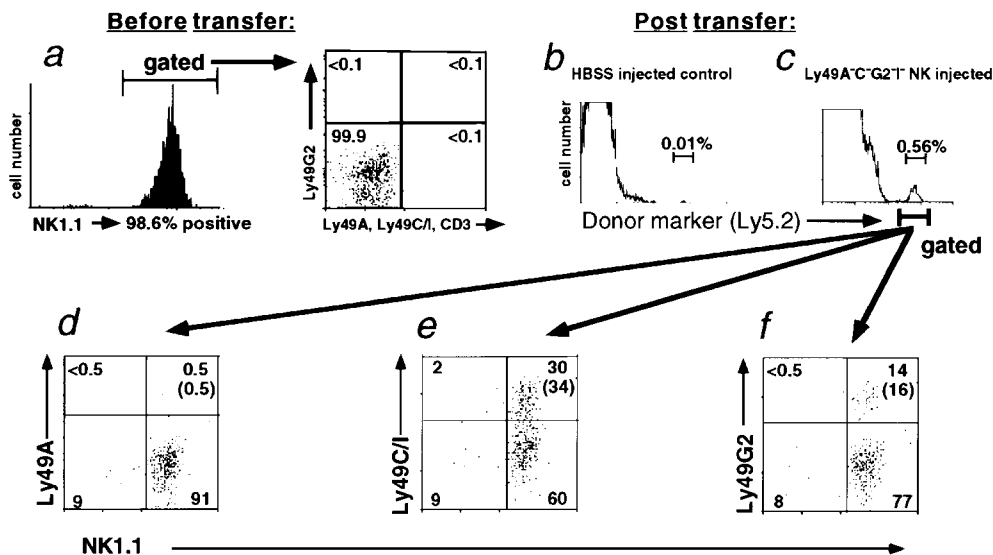 Before transfer:
Post transfer:
a
gated
cell number
NK1.1
98.6% positive
<0.1
<0.1
99.9
<0.1
Ly49G2
Ly49A, Ly49C/I, CD3
b
HBSS injected control
cell number
0.01%
c
Ly49A⁻C⁻G2⁻I⁻ NK injected
0.56%
Donor marker (Ly5.2)
gated
d
Ly49A
<0.5
0.5
(0.5)
9
91
e
Ly49C/I
2
30
(34)
9
60
f
Ly49G2
<0.5
14
(16)
8
77
NK1.1